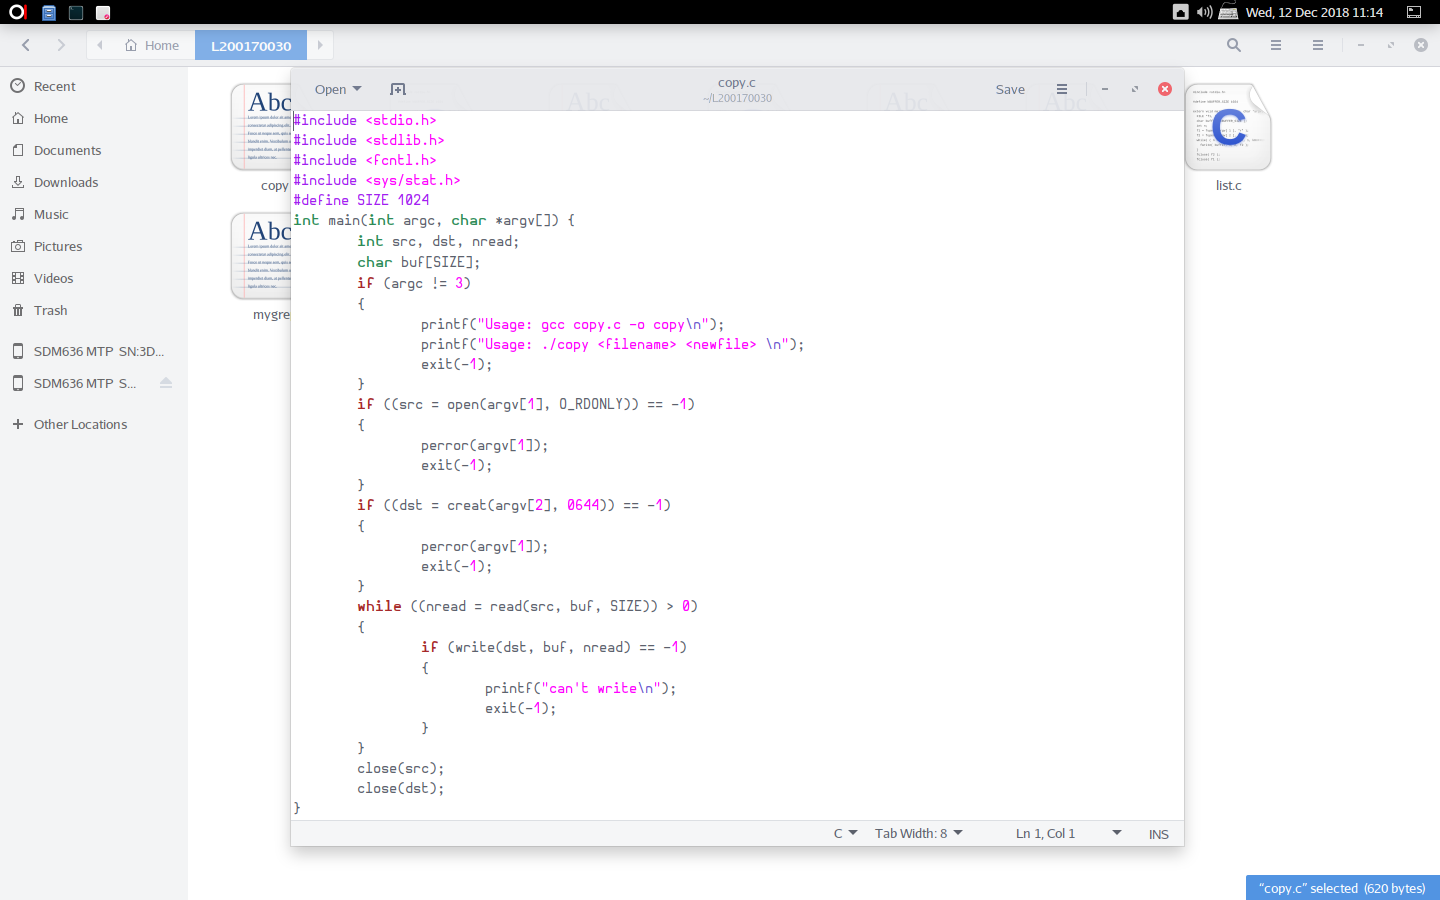 Wed, 12 Dec 2018 11:14
Home
L200170030
Recent
Home
Documents
Downloads
Music
Pictures
Videos
Trash
SDM636 MTP SN:3D...
SDM636 MTP S...
Other Locations
Abc
copy
Abc
mygre
C
list.c
Open
copy.c
~/L200170030
Save
#include <stdio.h>
#include <stdlib.h>
#include <fcntl.h>
#include <sys/stat.h>
#define SIZE 1024
int main(int argc, char *argv[]) {
int src, dst, nread;
char buf[SIZE];
if (argc != 3)
{
printf("Usage: gcc copy.c -o copy\n");
printf("Usage: ./copy <filename> <newfile> \n");
exit(-1);
}
if ((src = open(argv[1], O_RDONLY)) == -1)
{
perror(argv[1]);
exit(-1);
}
if ((dst = creat(argv[2], 0644)) == -1)
{
perror(argv[1]);
exit(-1);
}
while ((nread = read(src, buf, SIZE)) > 0)
{
if (write(dst, buf, nread) == -1)
{
printf("can't write\n");
exit(-1);
}
}
close(src);
close(dst);
}
C
Tab Width: 8
Ln 1, Col 1
INS
“copy.c” selected (620 bytes)